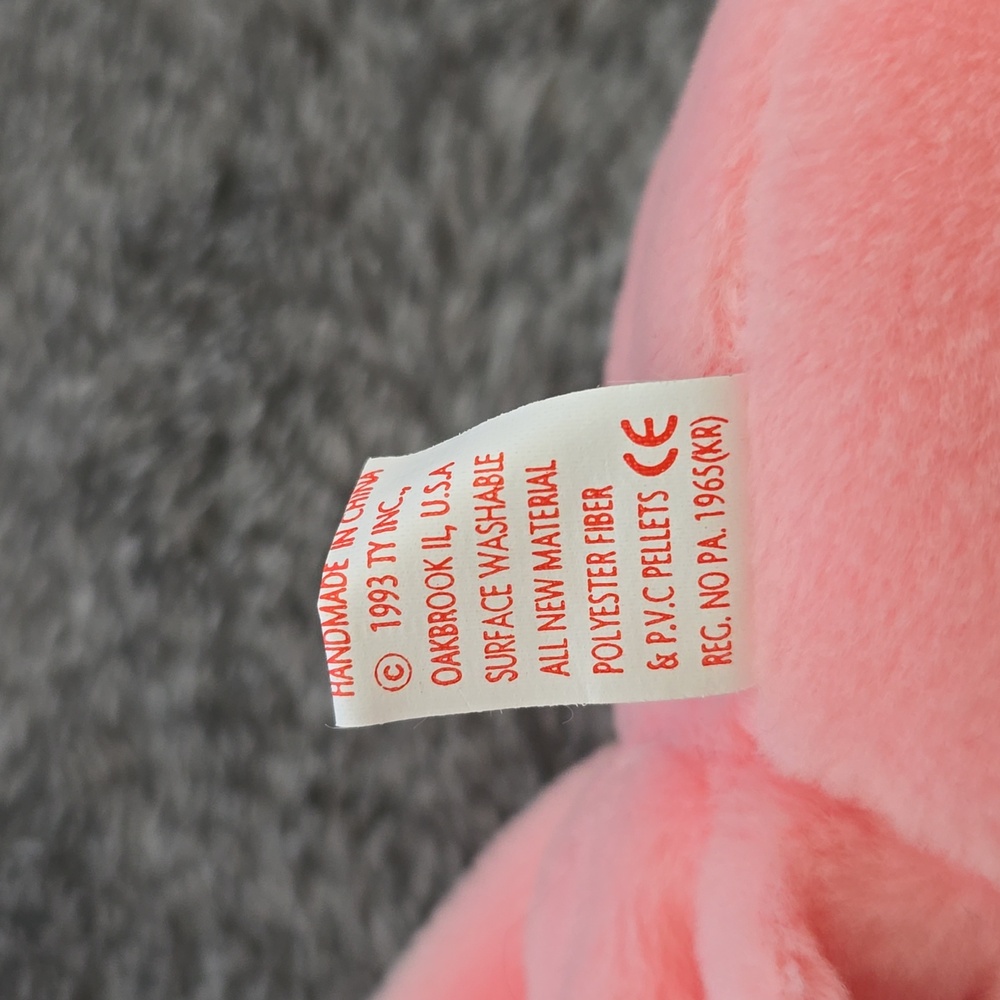 HANDMADE IN CHINA
© 1993 TY INC.,
OAKBROOK IL, U.S.A
SURFACE WASHABLE
ALL NEW MATERIAL
POLYESTER FIBER
& P.V.C PELLETS CE
REG. NO PA. 1965(KR)